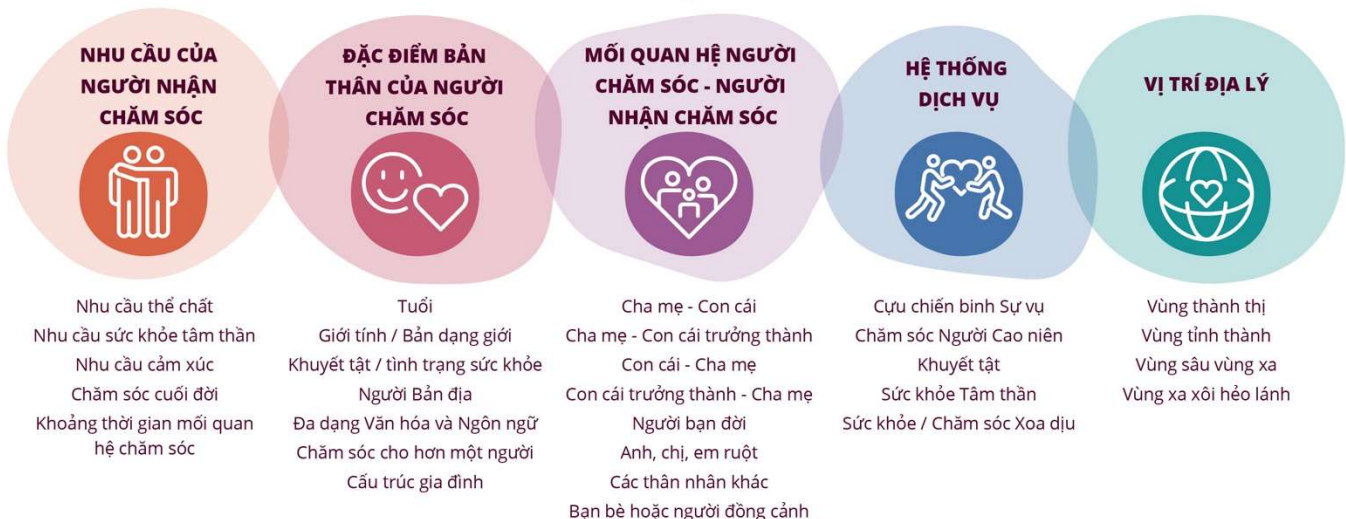 NHU CẦU CỦA
NGƯỜI NHẬN
CHĂM SÓC
Nhu cầu thể chất
Nhu cầu sức khỏe tâm thần
Nhu cầu cảm xúc
Chăm sóc cuối đời
Khoảng thời gian mối quan
hệ chăm sóc
ĐẶC ĐIỂM BẢN
THÂN CỦA NGƯỜI
CHĂM SÓC
Tuổi
Giới tính / Bản dạng giới
Khuyết tật / tình trạng sức khỏe
Người Bản địa
Đa dạng Văn hóa và Ngôn ngữ
Chăm sóc cho hơn một người
Cấu trúc gia đình
MỐI QUAN HỆ NGƯỜI
CHĂM SÓC - NGƯỜI
NHẬN CHĂM SÓC
Cha mẹ - Con cái
Cha mẹ - Con cái trưởng thành
Con cái - Cha mẹ
Con cái trưởng thành - Cha mẹ
Người bạn đời
Anh, chị, em ruột
Các thân nhân khác
Bạn bè hoặc người đồng cảnh
HỆ THỐNG
DỊCH VỤ
Cựu chiến binh Sự vụ
Chăm sóc Người Cao niên
Khuyết tật
Sức khỏe Tâm thần
Sức khỏe / Chăm sóc Xoa dịu
VỊ TRÍ ĐỊA LÝ
Vùng thành thị
Vùng tỉnh thành
Vùng sâu vùng xa
Vùng xa xôi hẻo lánh